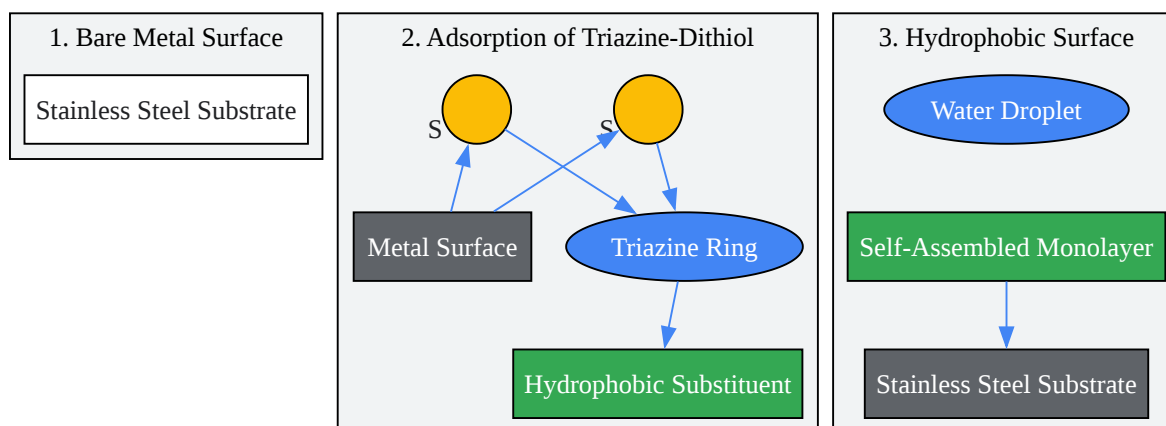 1. Bare Metal Surface
Stainless Steel Substrate
2. Adsorption of Triazine-Dithiol
S
S
Metal Surface
Triazine Ring
Hydrophobic Substituent
3. Hydrophobic Surface
Water Droplet
Self-Assembled Monolayer
Stainless Steel Substrate